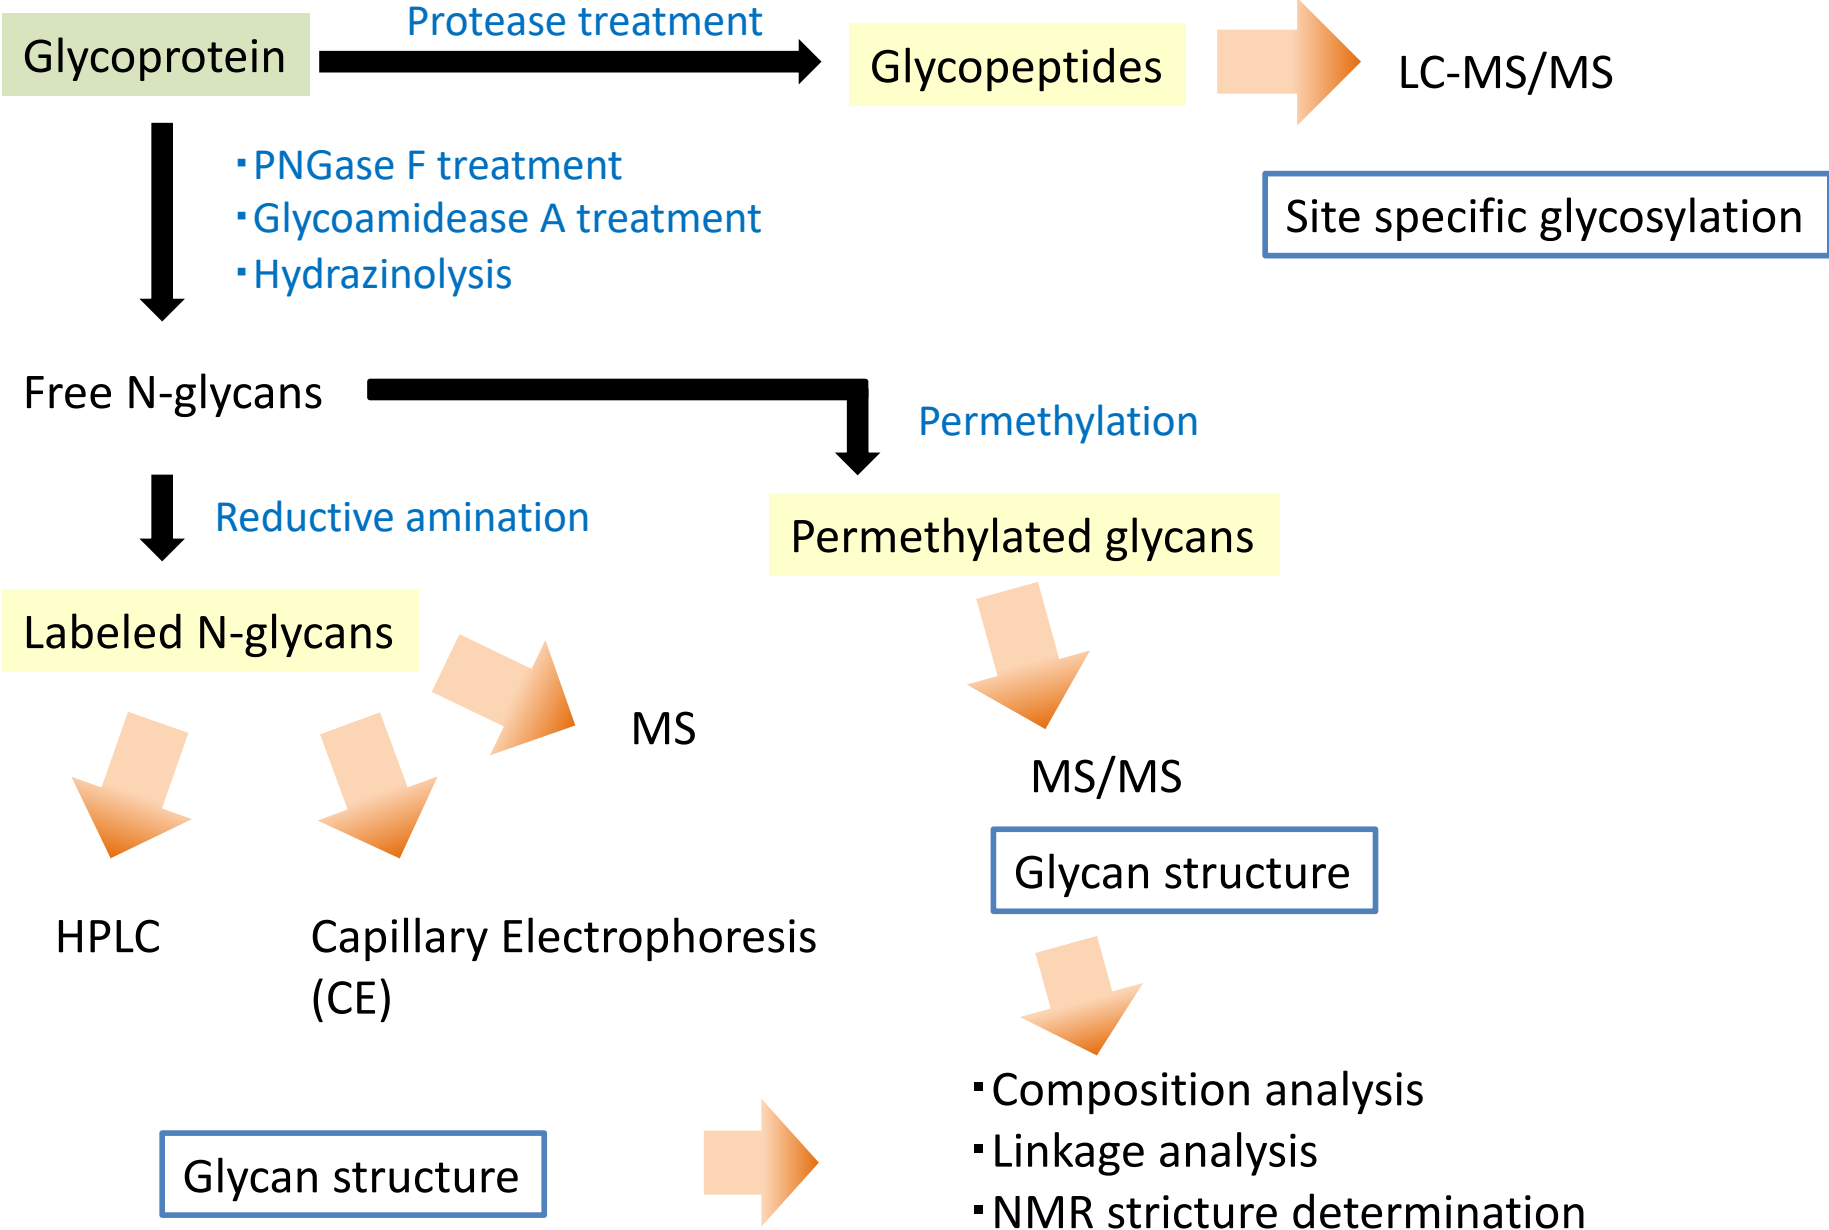 Protease treatment
Glycoprotein
Glycopeptides
LC-MS/MS
・PNGase F treatment
・Glycoamidease A treatment
・Hydrazinolysis
Site specific glycosylation
Free N-glycans
Permethylation
Reductive amination
Permethylated glycans
Labeled N-glycans
MS
MS/MS
Glycan structure
HPLC
Capillary Electrophoresis
(CE)
Glycan structure
・Composition analysis
・Linkage analysis
・NMR stricture determination